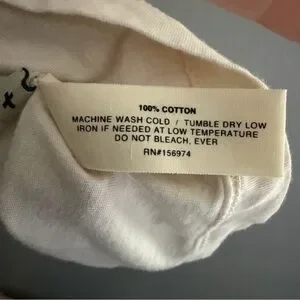 100% COTTON
MACHINE WASH COLD / TUMBLE DRY LOW
IRON IF NEEDED AT LOW TEMPERATURE
DO NOT BLEACH, EVER
RN#156974